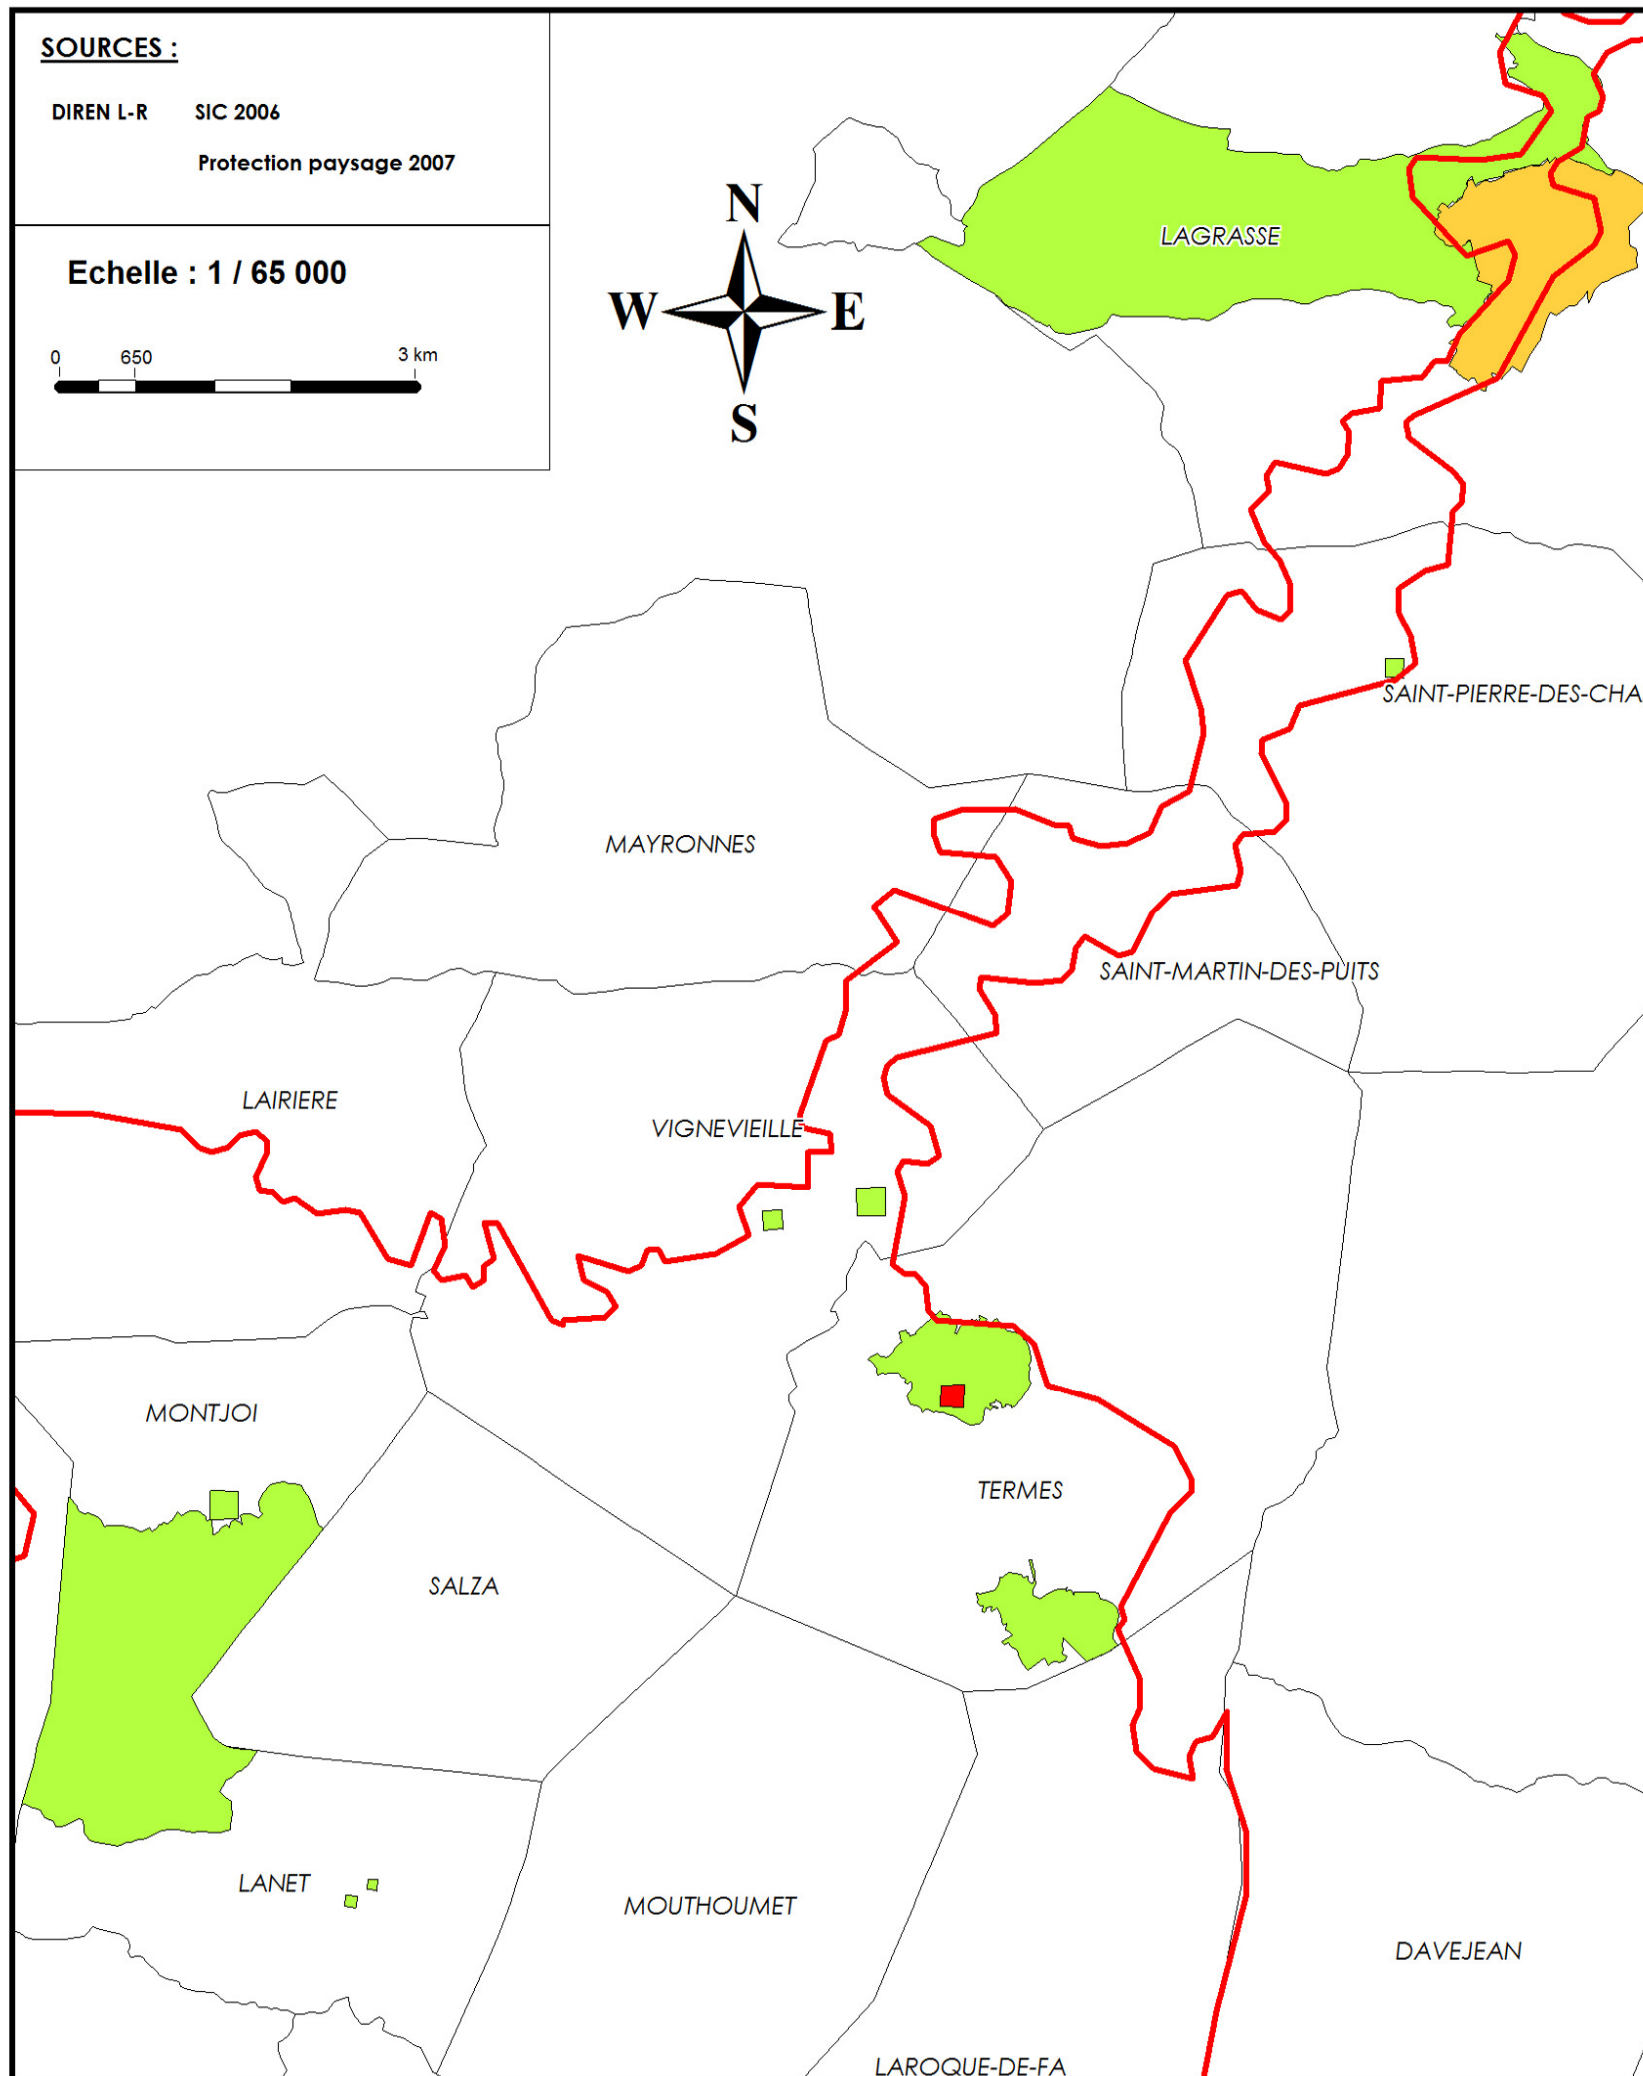 SOURCES :
DIREN L-R SIC 2006
Protection paysage 2007
Echelle : 1 / 65 000
0 650 3 km
N
W E
S
LAGRASSE
SAINT-PIERRE-DES-CHA
MAYRONNES
SAINT-MARTIN-DES-PUITS
LAIRIERE
VIGNEVIEILLE
MONTJOI
TERMES
SALZA
LANET
MOUTHOUMET
DAVEJEAN
LAROQUE-DE-FA